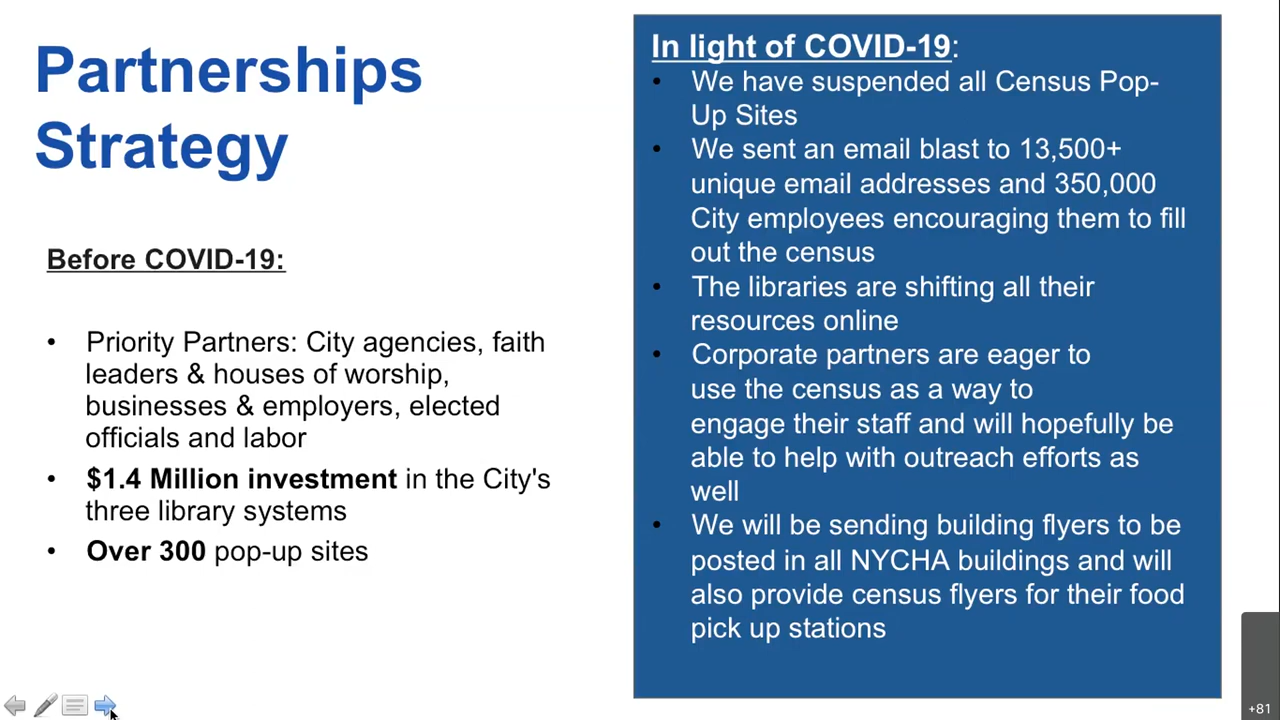 Partnerships
Strategy
Before COVID-19:
• Priority Partners: City agencies, faith
leaders & houses of worship,
businesses & employers, elected
officials and labor
• $1.4 Million investment in the City's
three library systems
• Over 300 pop-up sites
In light of COVID-19:
• We have suspended all Census Pop-
Up Sites
• We sent an email blast to 13,500+
unique email addresses and 350,000
City employees encouraging them to fill
out the census
• The libraries are shifting all their
resources online
• Corporate partners are eager to
use the census as a way to
engage their staff and will hopefully be
able to help with outreach efforts as
well
• We will be sending building flyers to be
posted in all NYCHA buildings and will
also provide census flyers for their food
pick up stations
+81